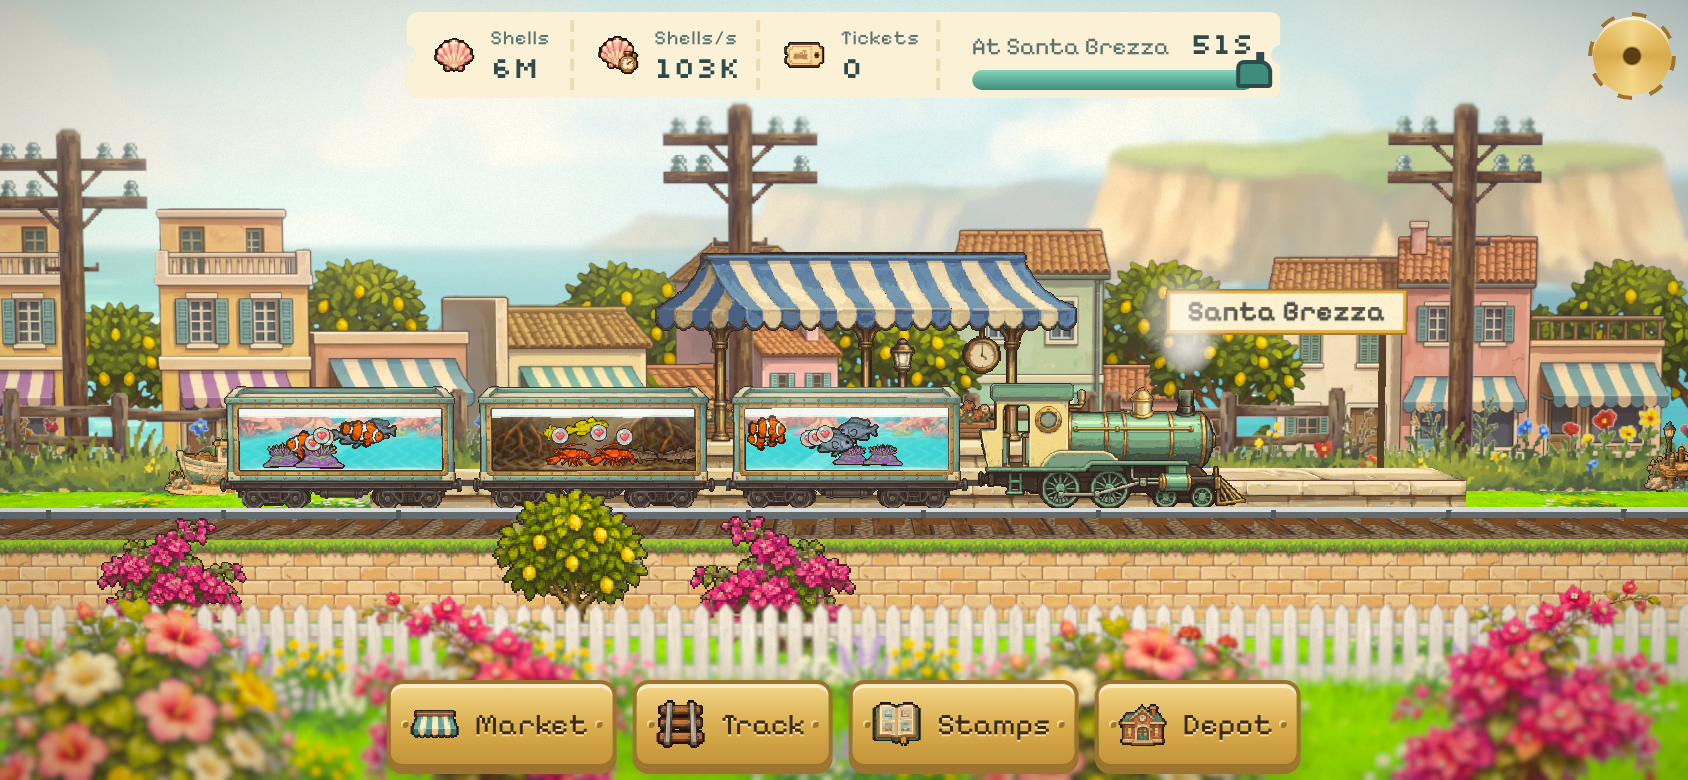 Shells
6M
Shells/s
103K
Tickets
0
At Santa Brezza
51s
Santa Brezza
Market
Track
Stamps
Depot